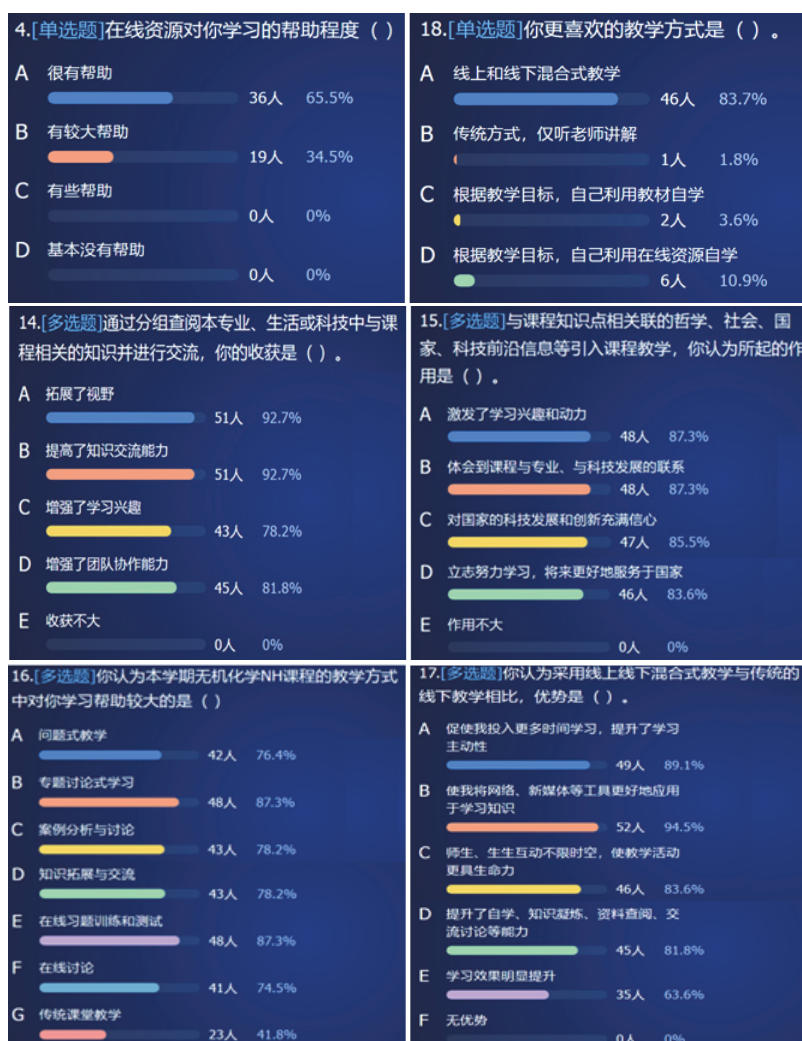 4.[单选题]在线资源对你学习的帮助程度（ ）
A 很有帮助
36人 65.5%
B 有较大帮助
19人 34.5%
C 有些帮助
0人 0%
D 基本没有帮助
0人 0%
18.[单选题]你更喜欢的教学方式是（ ）。
A 线上和线下混合式教学
46人 83.7%
B 传统方式，仅听老师讲解
1人 1.8%
C 根据教学目标，自己利用教材自学
2人 3.6%
D 根据教学目标，自己利用在线资源自学
6人 10.9%
14.[多选题]通过分组查阅本专业、生活或科技中与课
程相关的知识并进行交流，你的收获是（ ）。
A 拓展了视野
51人 92.7%
B 提高了知识交流能力
51人 92.7%
C 增强了学习兴趣
43人 78.2%
D 增强了团队协作能力
45人 81.8%
E 收获不大
0人 0%
15.[多选题]与课程知识点相关联的哲学、社会、国
家、科技前沿信息等引入课程教学，你认为所起的作
用是（ ）。
A 激发了学习兴趣和动力
48人 87.3%
B 体会到课程与专业、与科技发展的联系
48人 87.3%
C 对国家的科技发展和创新充满信心
47人 85.5%
D 立志努力学习，将来更好地服务于国家
46人 83.6%
E 作用不大
0人 0%
16.[多选题]你认为本学期无机化学NH课程的教学方式
中对你学习帮助较大的是（ ）
A 问题式教学
42人 76.4%
B 专题讨论式学习
48人 87.3%
C 案例分析与讨论
43人 78.2%
D 知识拓展与交流
43人 78.2%
E 在线习题训练和测试
48人 87.3%
F 在线讨论
41人 74.5%
G 传统课堂教学
23人 41.8%
17.[多选题]你认为采用线上线下混合式教学与传统的
线下教学相比，优势是（ ）。
A 促使我投入更多时间学习，提升了学习
主动性
49人 89.1%
B 使我将网络、新媒体等工具更好地应用
于学习知识
52人 94.5%
C 师生、生生互动不限时空，使教学活动
更具生命力
46人 83.6%
D 提升了自学、知识凝炼、资料查阅、交
流讨论等能力
45人 81.8%
E 学习效果明显提升
35人 63.6%
F 无优势
0人 0%